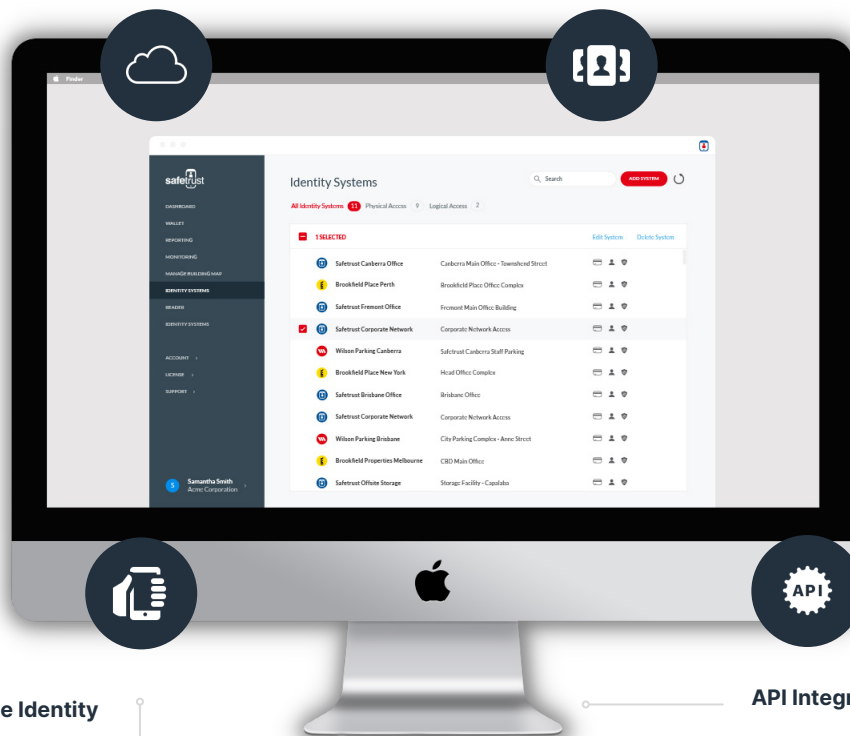 Finder
safetrust
Identity Systems
Search
ADD SYSTEM
All Identity Systems 11 Physical Access 9 Logical Access 2
1 SELECTED
Edit System Delete System
DASHBOARD
WALLET
REPORTING
MONITORING
MANAGE BUILDING MAP
IDENTITY SYSTEMS
READER
IDENTITY SYSTEMS
ACCOUNT
LICENSE
SUPPORT
S Samantha Smith
Acme Corporation
Safetrust Canberra Office Canberra Main Office - Townshend Street
Brookfield Place Perth Brookfield Place Office Complex
Safetrust Fremont Office Fremont Main Office Building
Safetrust Corporate Network Corporate Network Access
Wilson Parking Canberra Safetrust Canberra Staff Parking
Brookfield Place New York Head Office Complex
Safetrust Brisbane Office Brisbane Office
Safetrust Corporate Network Corporate Network Access
Wilson Parking Brisbane City Parking Complex - Anne Street
Brookfield Properties Melbourne CBD Main Office
Safetrust Offsite Storage Storage Facility - Capalaba
API
e Identity
API Integr